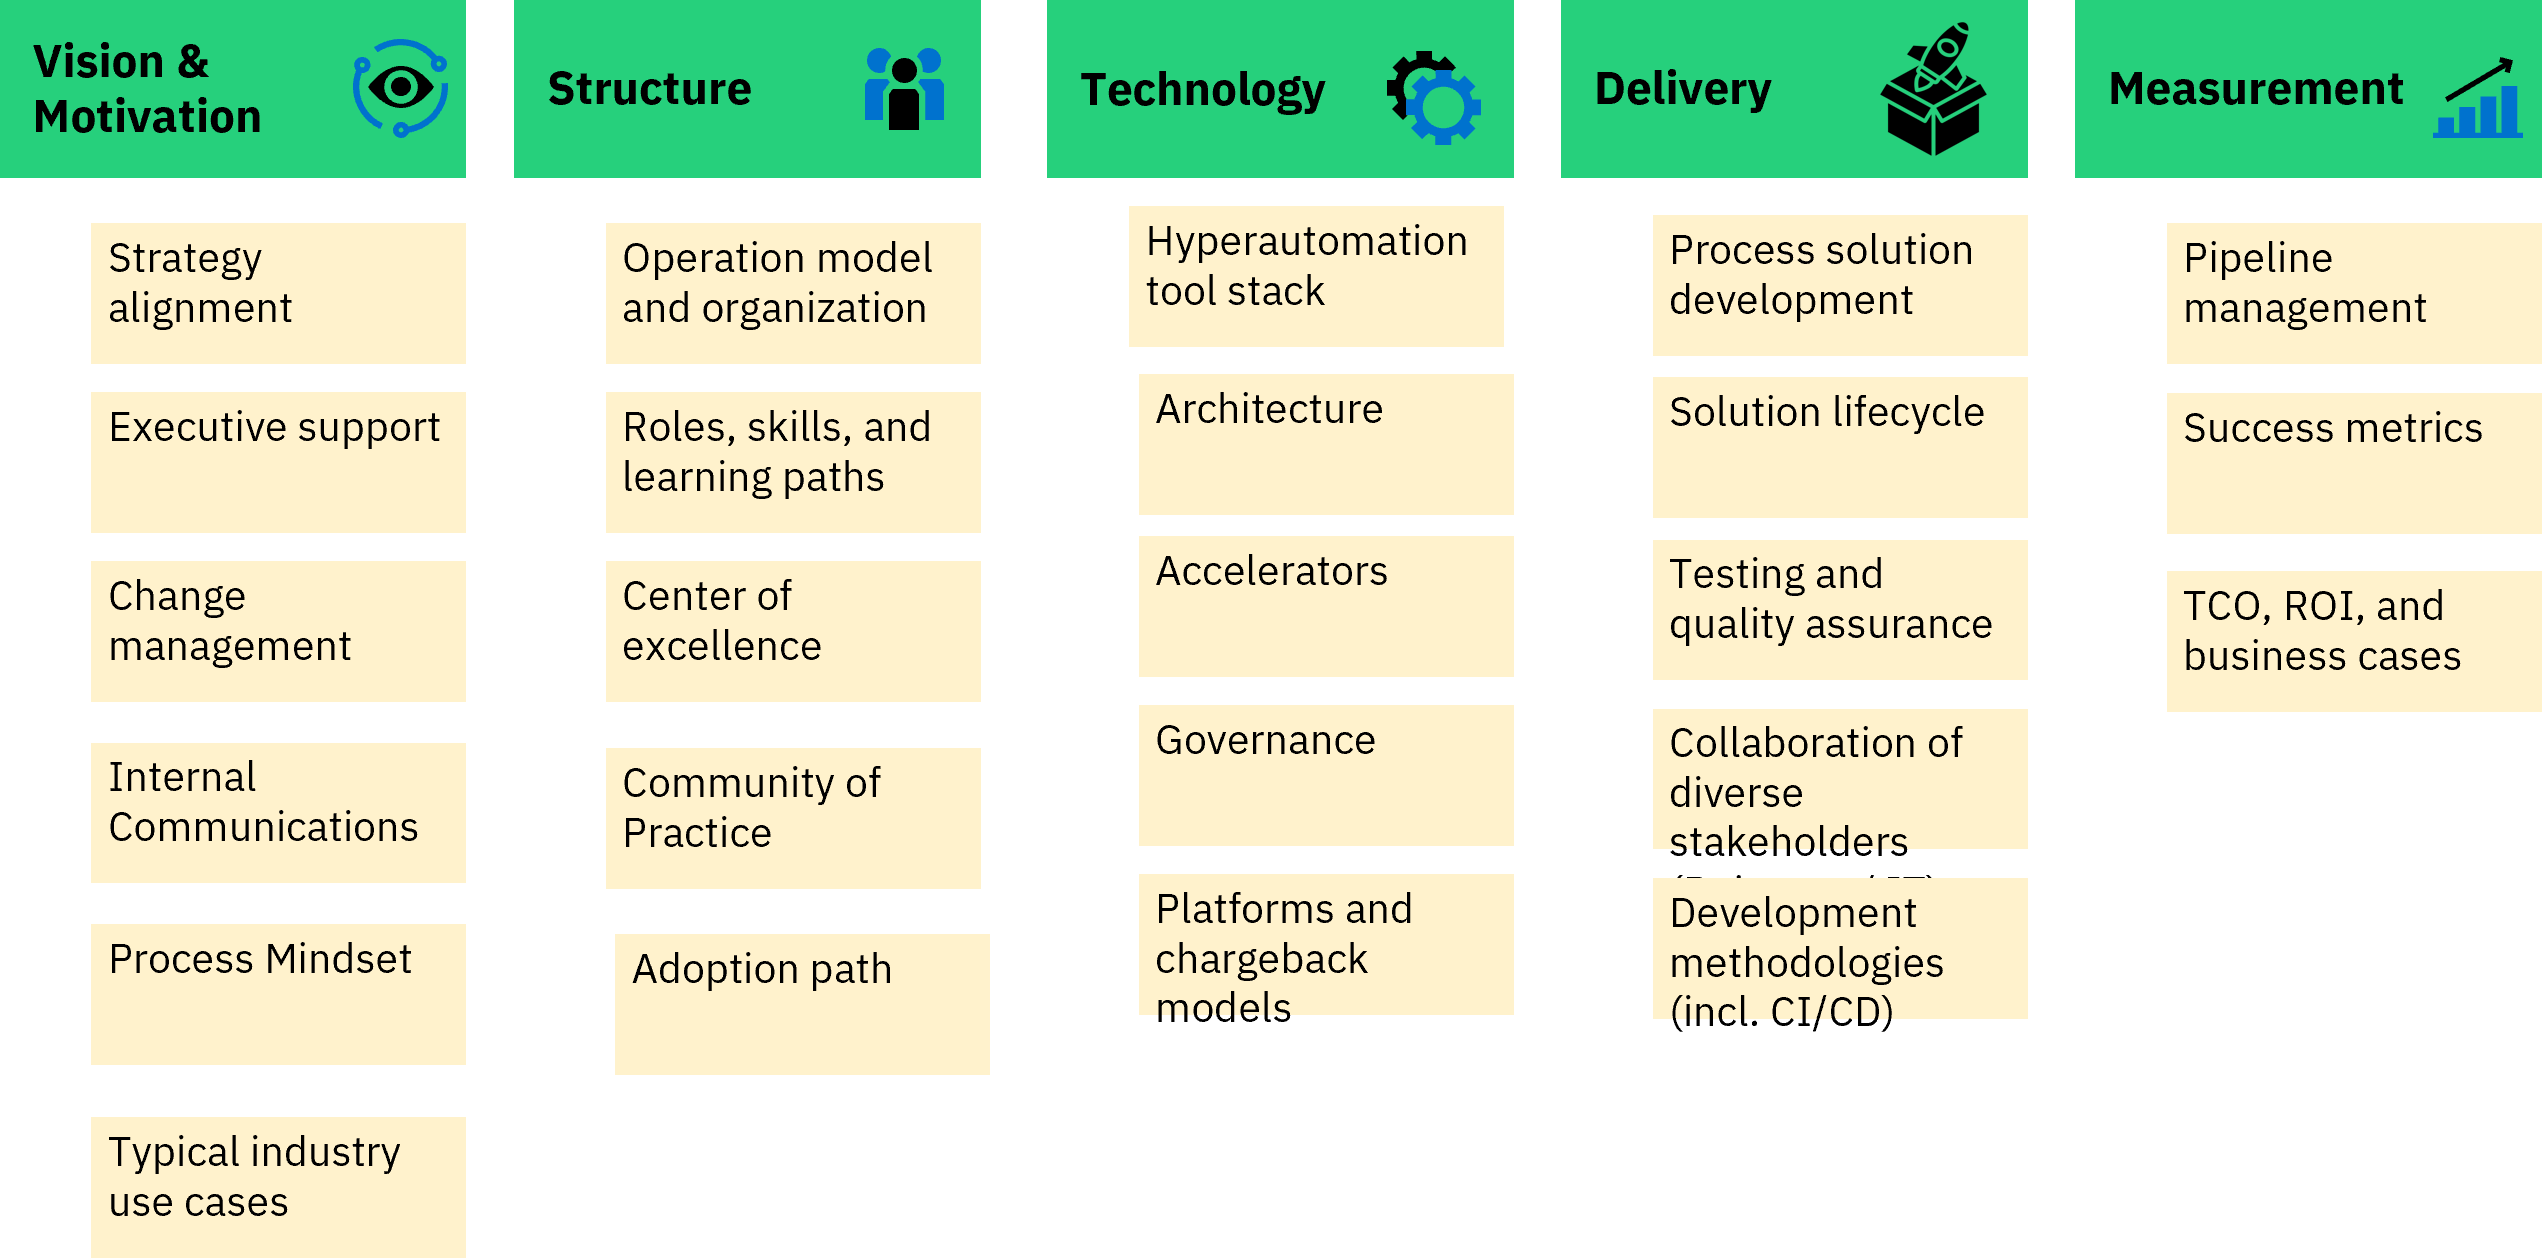 Vision &
Motivation
Strategy
alignment
Executive support
Change
management
Internal
Communications
Process Mindset
Typical industry
use cases
Structure
Operation model
and organization
Roles, skills, and
learning paths
Center of
excellence
Community of
Practice
Adoption path
Technology
Hyperautomation
tool stack
Architecture
Accelerators
Governance
Platforms and
chargeback
models
Delivery
Process solution
development
Solution lifecycle
Testing and
quality assurance
Collaboration of
diverse
stakeholders
Development
methodologies
(incl. CI/CD)
Measurement
Pipeline
management
Success metrics
TCO, ROI, and
business cases